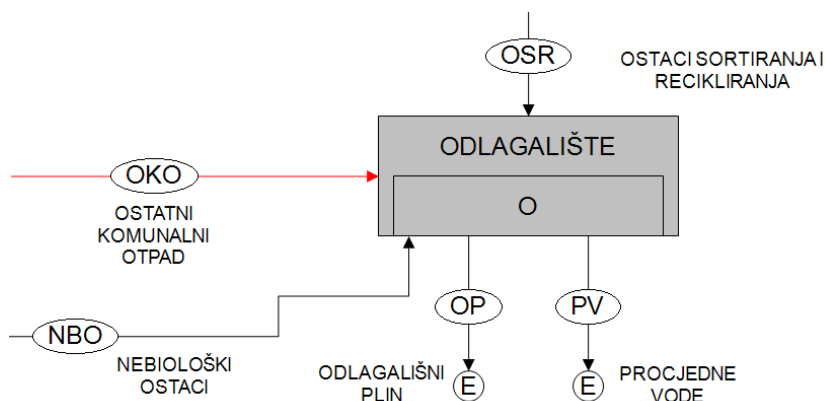 OSR
OSTACI SORTIRANJA I
RECIKLIRANJA
ODLAGALIŠTE
OKO
O
OSTATNI
KOMUNALNI
OTPAD
NBO
NEBIOLOŠKI
OSTACI
OP
PV
ODLAGALIŠNI
PLIN
E
E
PROCJEDNE
VODE